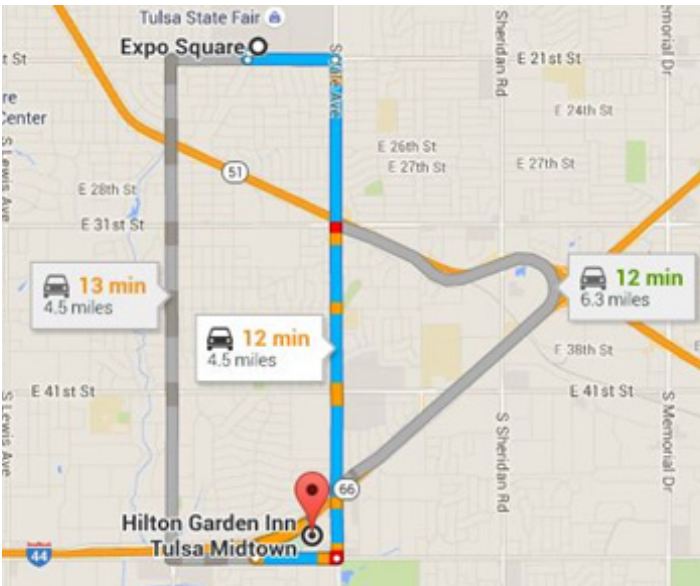 Tulsa State Fair
Expo Square
t St
E 21st St
Sheridan Rd
emorial Dr
re
Center
E 24th St
E 26th St
E 27th St
E 27th St
S Lewis Ave
E 28th St
51
E 31st St
13 min
4.5 miles
12 min
4.5 miles
12 min
6.3 miles
E 38th St
E 41st St
E 41st St
S Lewis Ave
S Sheridan Rd
S Memorial Dr
66
Hilton Garden Inn
Tulsa Midtown
44